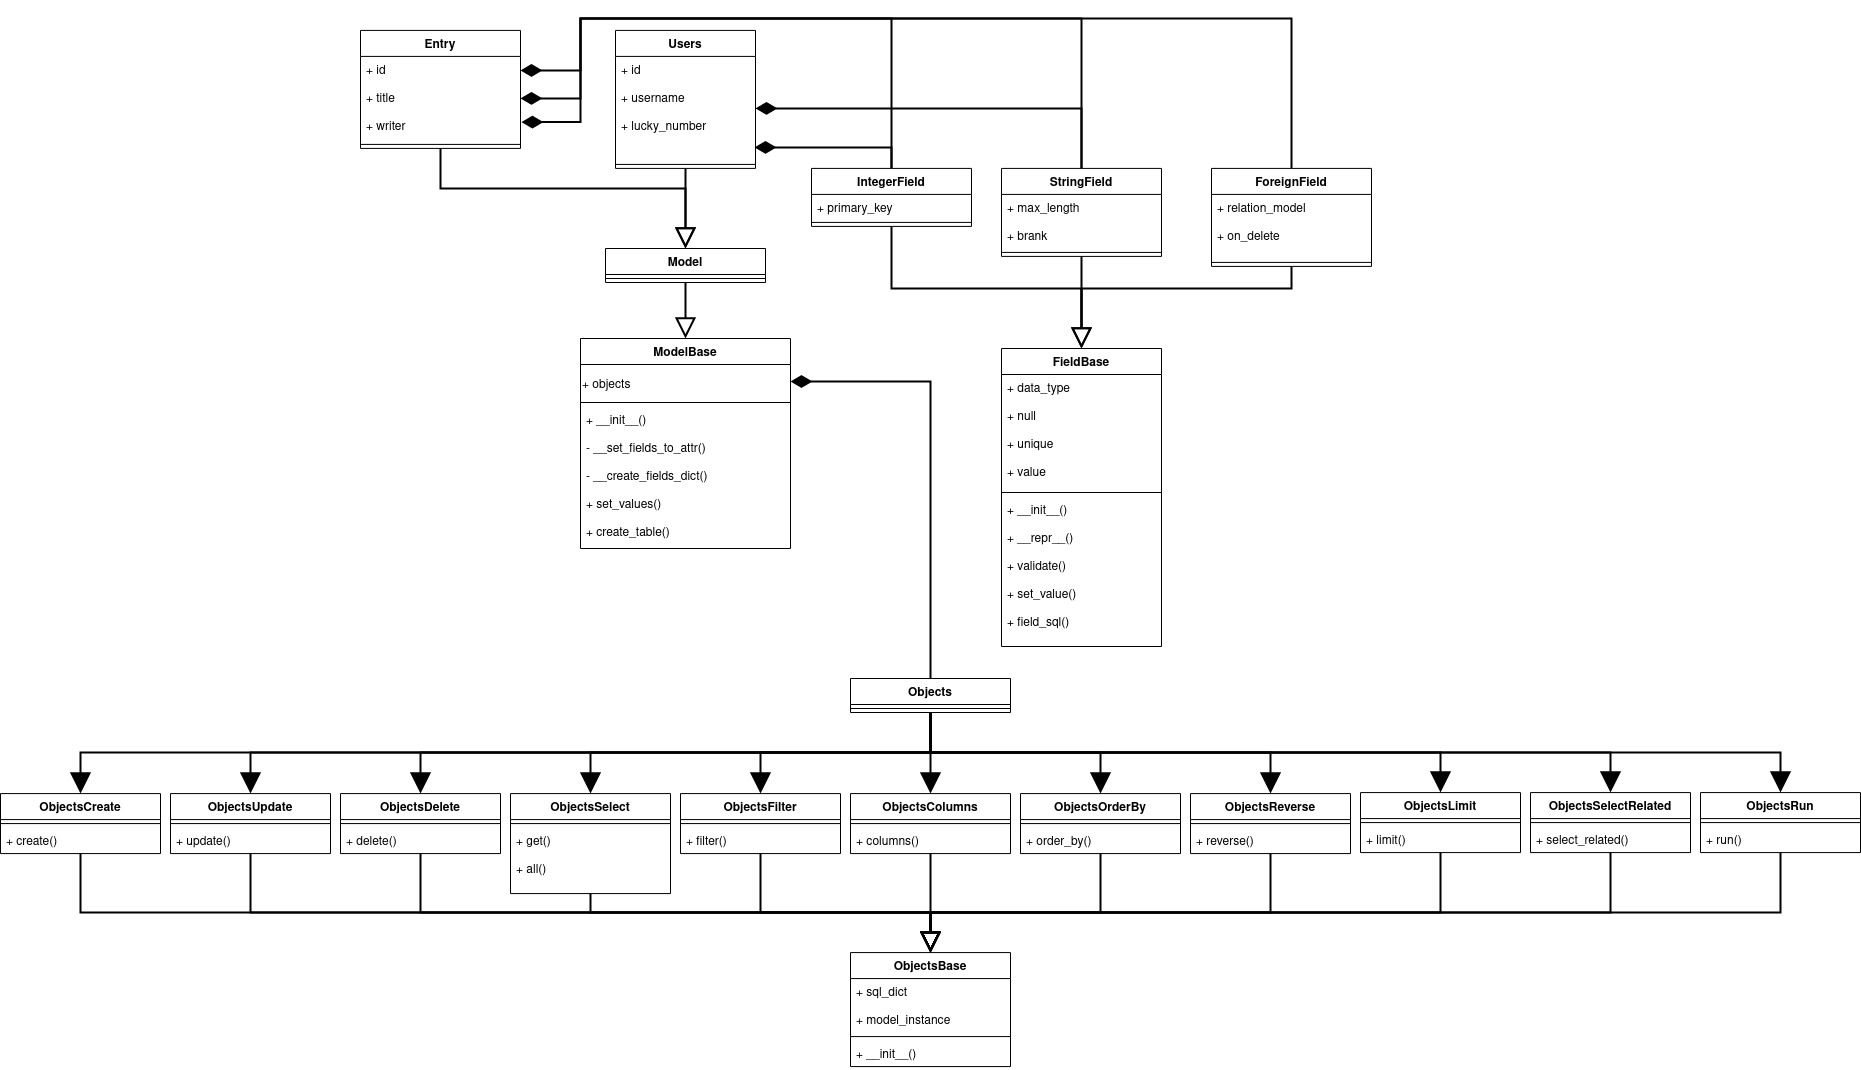 Entry
+ id
+ title
+ writer
Users
+ id
+ username
+ lucky_number
IntegerField
+ primary_key
StringField
+ max_length
+ brank
ForeignField
+ relation_model
+ on_delete
Model
ModelBase
+ objects
+ __init__()
- __set_fields_to_attr()
- __create_fields_dict()
+ set_values()
+ create_table()
FieldBase
+ data_type
+ null
+ unique
+ value
+ __init__()
+ __repr__()
+ validate()
+ set_value()
+ field_sql()
Objects
ObjectsCreate
+ create()
ObjectsUpdate
+ update()
ObjectsDelete
+ delete()
ObjectsSelect
+ get()
+ all()
ObjectsFilter
+ filter()
ObjectsColumns
+ columns()
ObjectsOrderBy
+ order_by()
ObjectsReverse
+ reverse()
ObjectsLimit
+ limit()
ObjectsSelectRelated
+ select_related()
ObjectsRun
+ run()
ObjectsBase
+ sql_dict
+ model_instance
+ __init__()